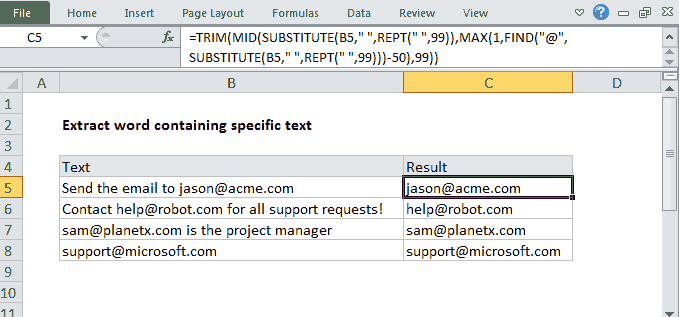 File Insert Page Layout Formulas Data Review View
C5 fx =TRIM(MID(SUBSTITUTE(B5," ",REPT(" ",99)),MAX(1,FIND("@",
SUBSTITUTE(B5," ",REPT(" ",99)))-50),99))
A B C D
1
2 Extract word containing specific text
3
4 Text Result
5 Send the email to jason@acme.com jason@acme.com
6 Contact help@robot.com for all support requests! help@robot.com
7 sam@planetx.com is the project manager sam@planetx.com
8 support@microsoft.com support@microsoft.com
9
10
11